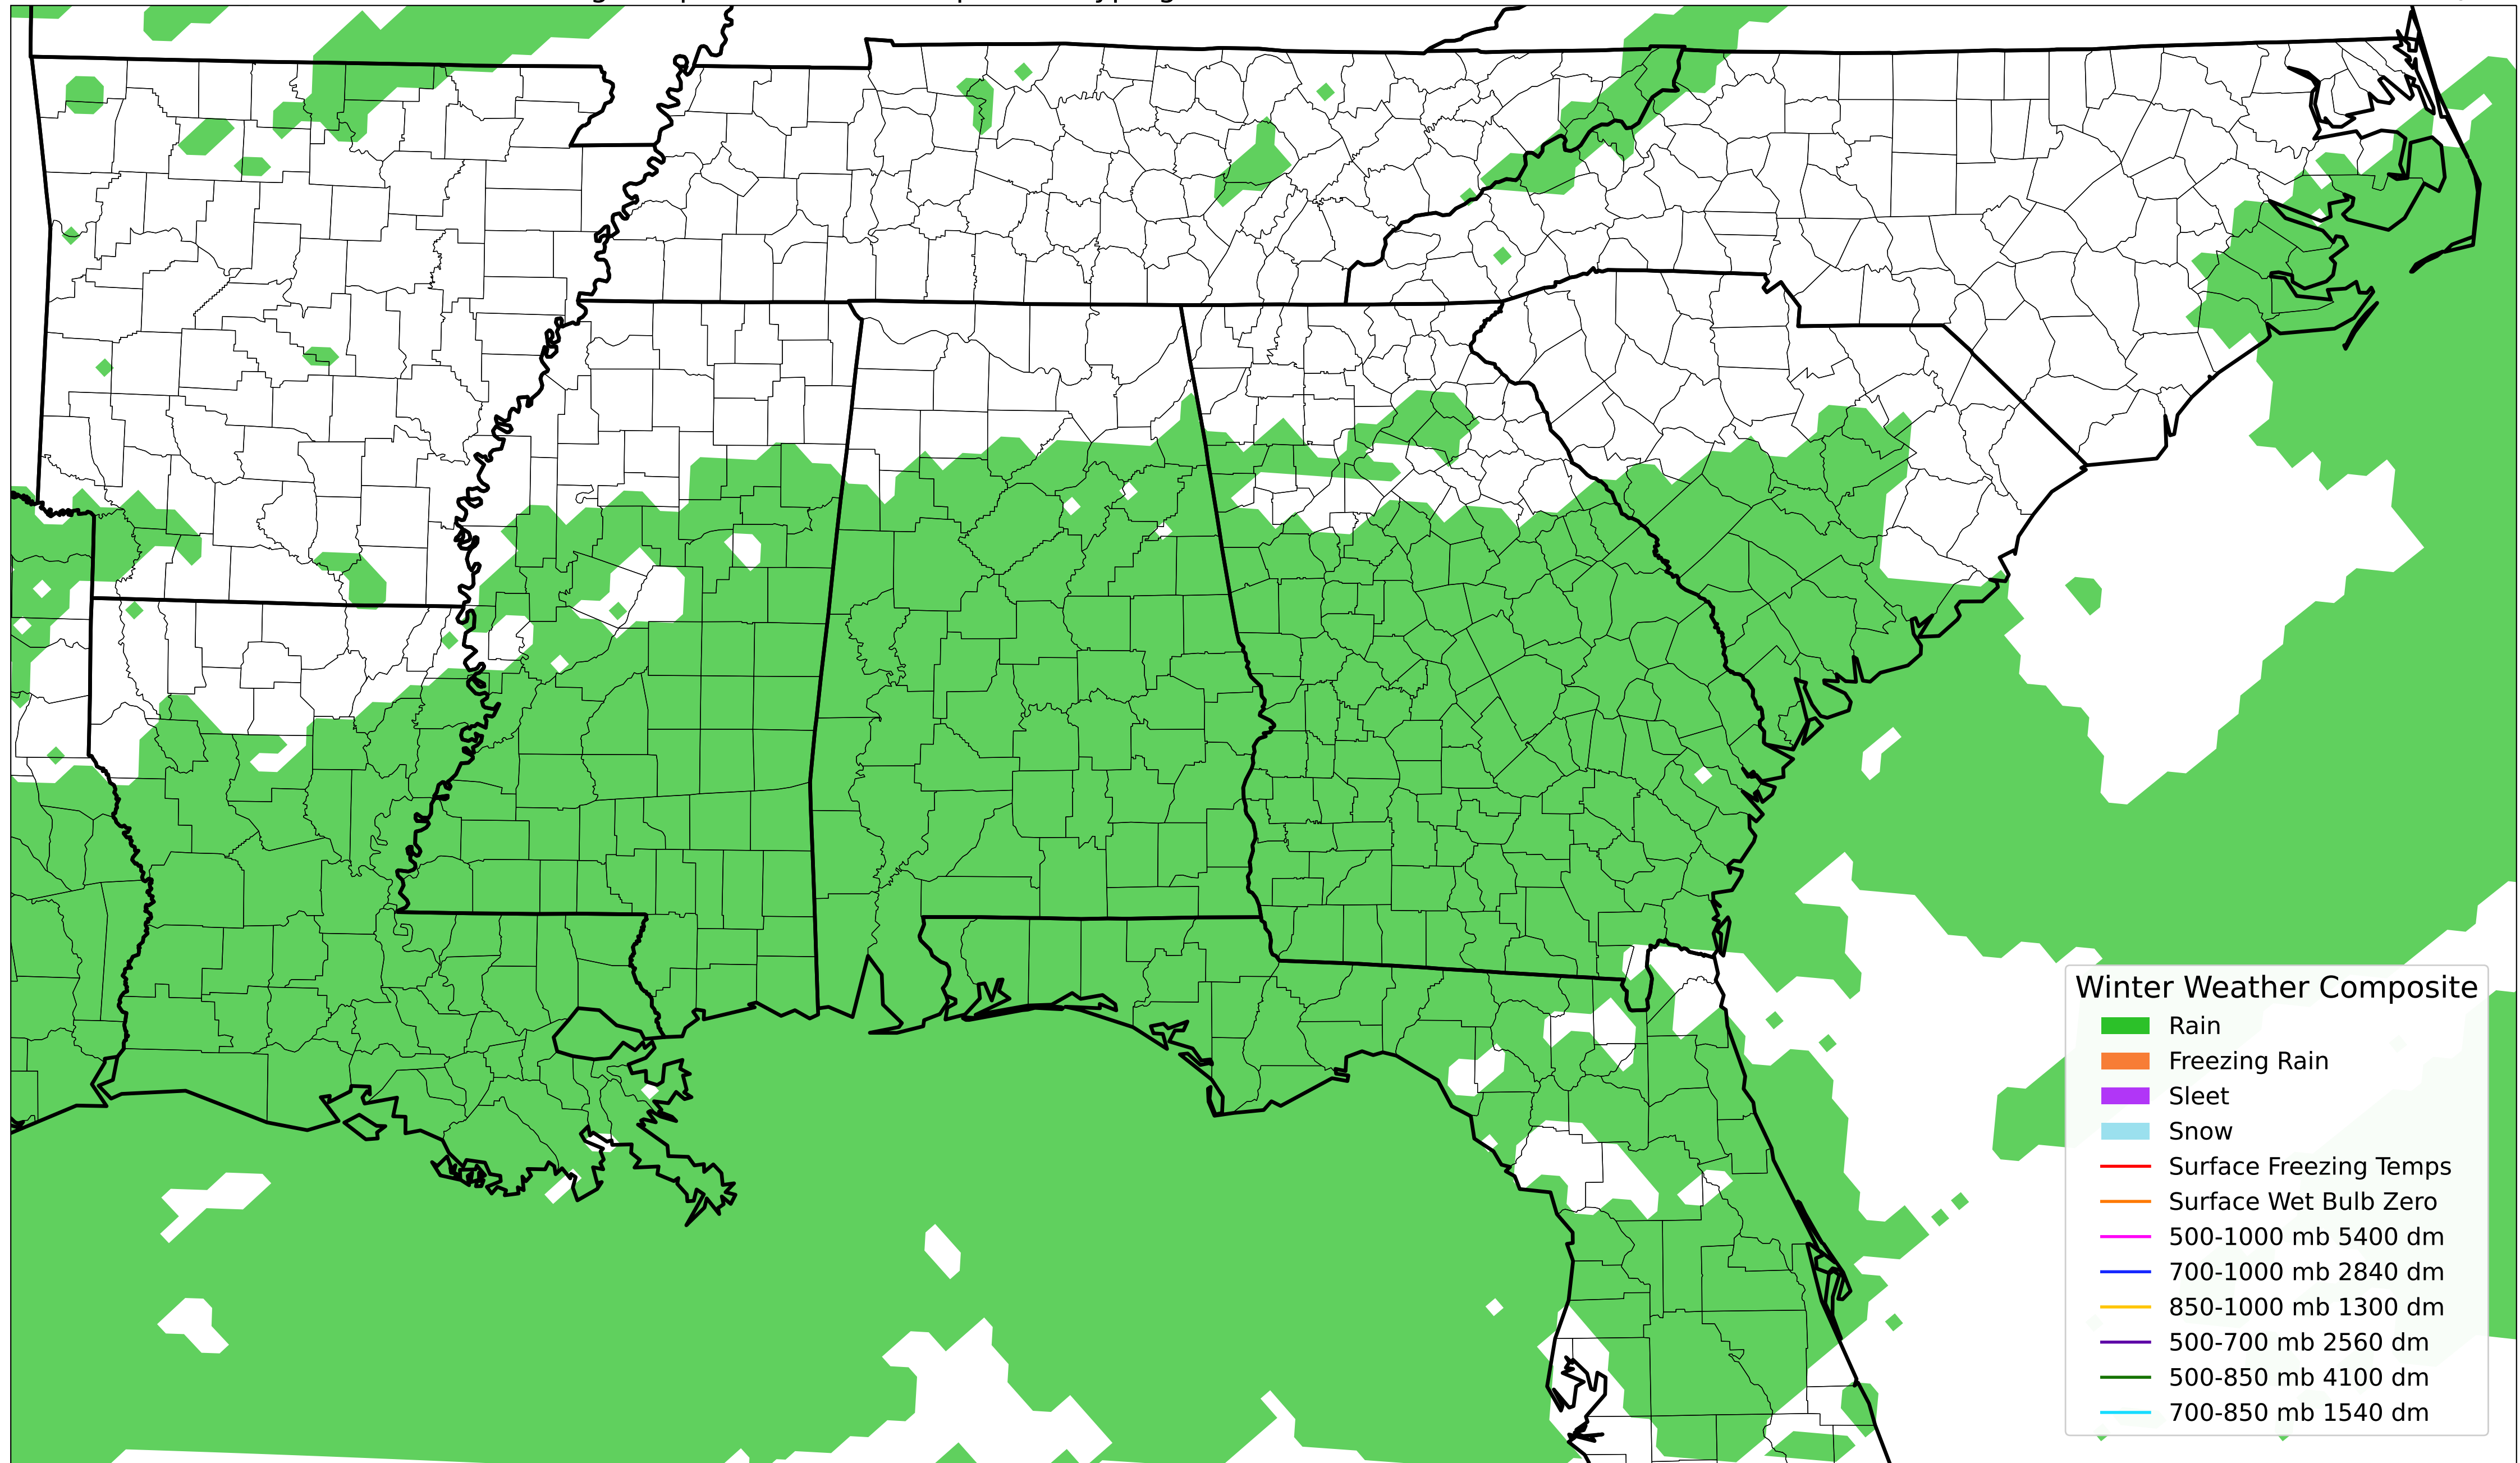 Winter Weather Composite
Rain
Freezing Rain
Sleet
Snow
Surface Freezing Temps
Surface Wet Bulb Zero
500-1000 mb 5400 dm
700-1000 mb 2840 dm
850-1000 mb 1300 dm
500-700 mb 2560 dm
500-850 mb 4100 dm
700-850 mb 1540 dm